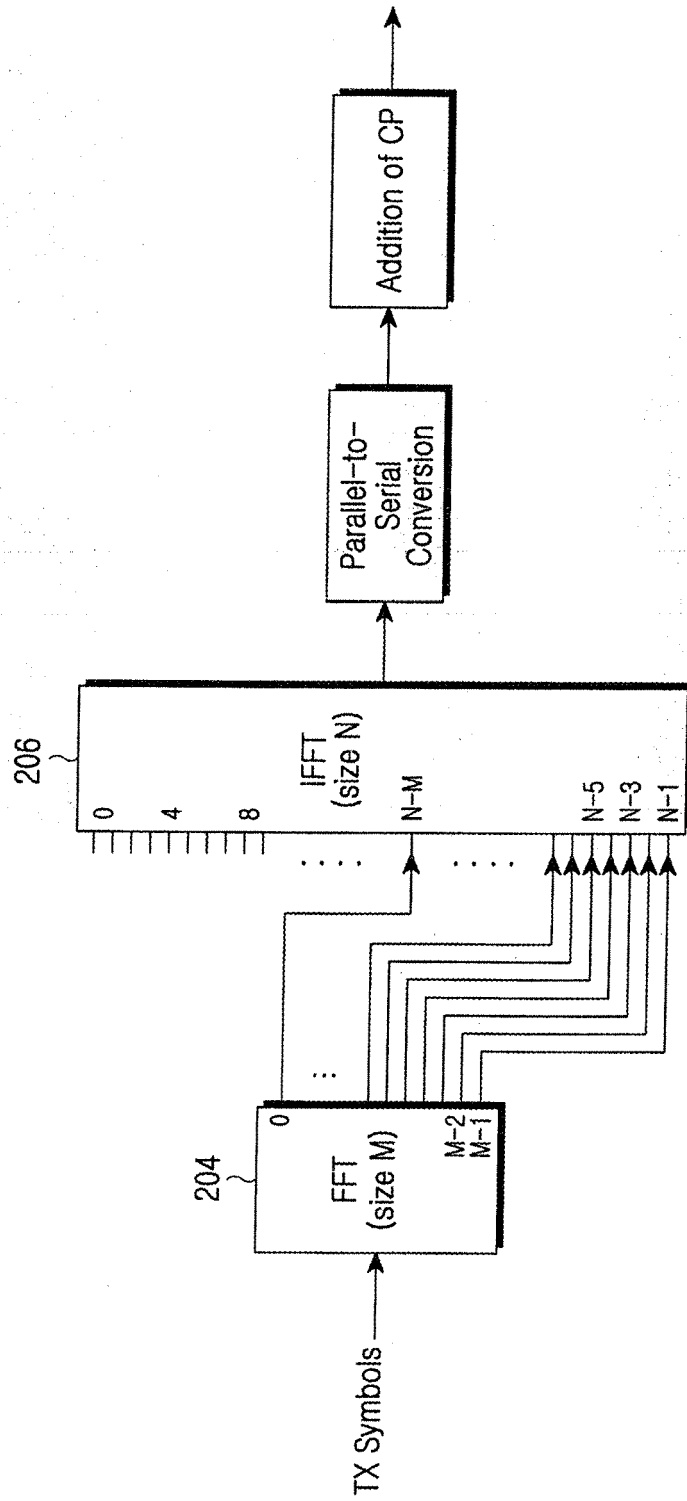 TX Symbols
204
FFT
(size M)
0
...
M-2
M-1
206
IFFT
(size N)
0
4
8
....
N-M
....
N-5
N-3
N-1
Parallel-to-
Serial
Conversion
Addition of CP